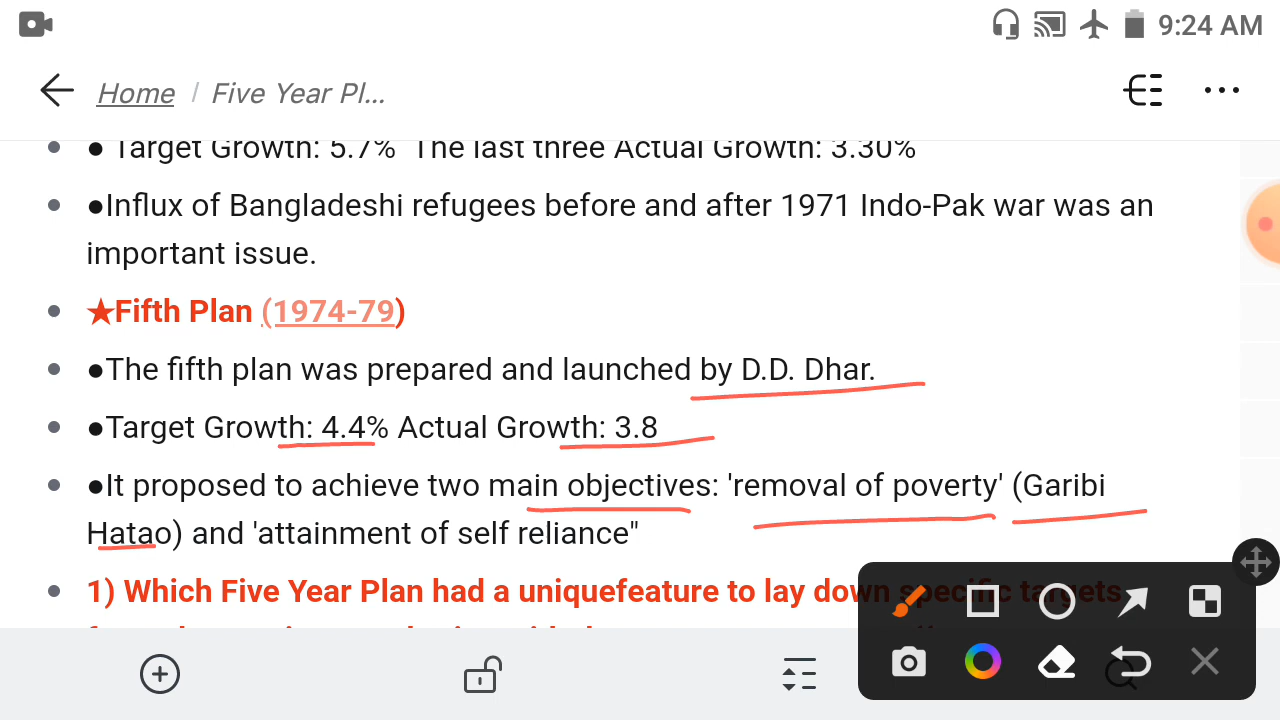 9:24 AM
Home / Five Year Pl...
● Target Growth: 5.7% The last three Actual Growth: 3.30%
●Influx of Bangladeshi refugees before and after 1971 Indo-Pak war was an
important issue.
★Fifth Plan (1974-79)
●The fifth plan was prepared and launched by D.D. Dhar.
●Target Growth: 4.4% Actual Growth: 3.8
●It proposed to achieve two main objectives: 'removal of poverty' (Garibi
Hatao) and 'attainment of self reliance"
1) Which Five Year Plan had a uniquefeature to lay down specific targets